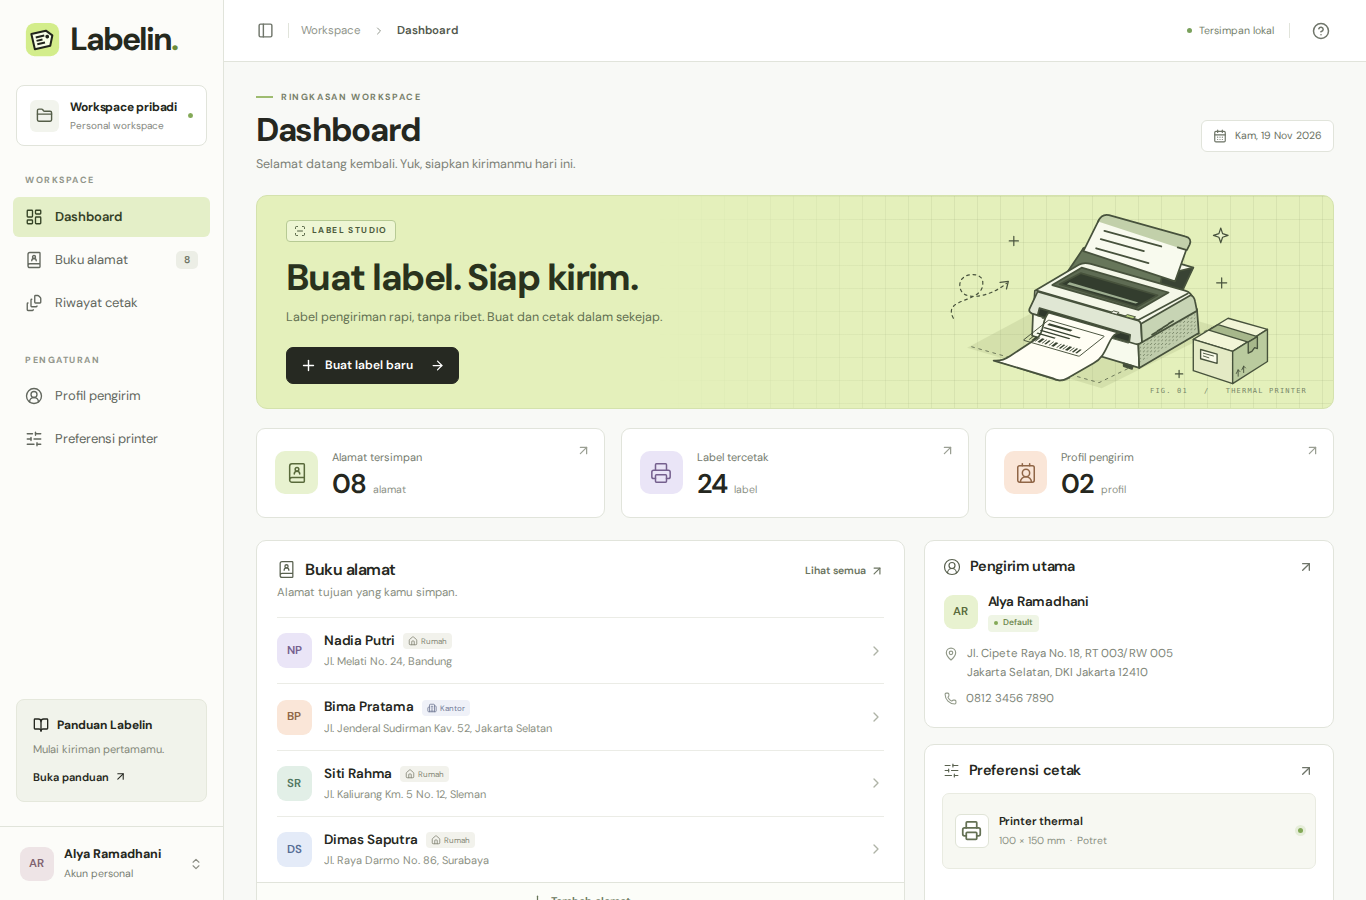 Labelin.
Workspace pribadi
Personal workspace
WORKSPACE
Dashboard
Buku alamat 8
Riwayat cetak
PENGATURAN
Profil pengirim
Preferensi printer
Panduan Labelin
Mulai kiriman pertamamu.
Buka panduan
AR
Alya Ramadhani
Akun personal
Workspace > Dashboard
Tersimpan lokal
RINGKASAN WORKSPACE
Dashboard
Selamat datang kembali. Yuk, siapkan kirimanmu hari ini.
Kam, 19 Nov 2026
LABEL STUDIO
Buat label. Siap kirim.
Label pengiriman rapi, tanpa ribet. Buat dan cetak dalam sekejap.
Buat label baru
FIG. 01 / THERMAL PRINTER
Alamat tersimpan
08 alamat
Label tercetak
24 label
Profil pengirim
02 profil
Buku alamat
Lihat semua
Alamat tujuan yang kamu simpan.
NP
Nadia Putri Rumah
Jl. Melati No. 24, Bandung
BP
Bima Pratama Kantor
Jl. Jenderal Sudirman Kav. 52, Jakarta Selatan
SR
Siti Rahma Rumah
Jl. Kaliurang Km. 5 No. 12, Sleman
DS
Dimas Saputra Rumah
Jl. Raya Darmo No. 86, Surabaya
Tambah alamat
Pengirim utama
AR
Alya Ramadhani
Default
Jl. Cipete Raya No. 18, RT 003/RW 005
Jakarta Selatan, DKI Jakarta 12410
0812 3456 7890
Preferensi cetak
Printer thermal
100 × 150 mm · Potret